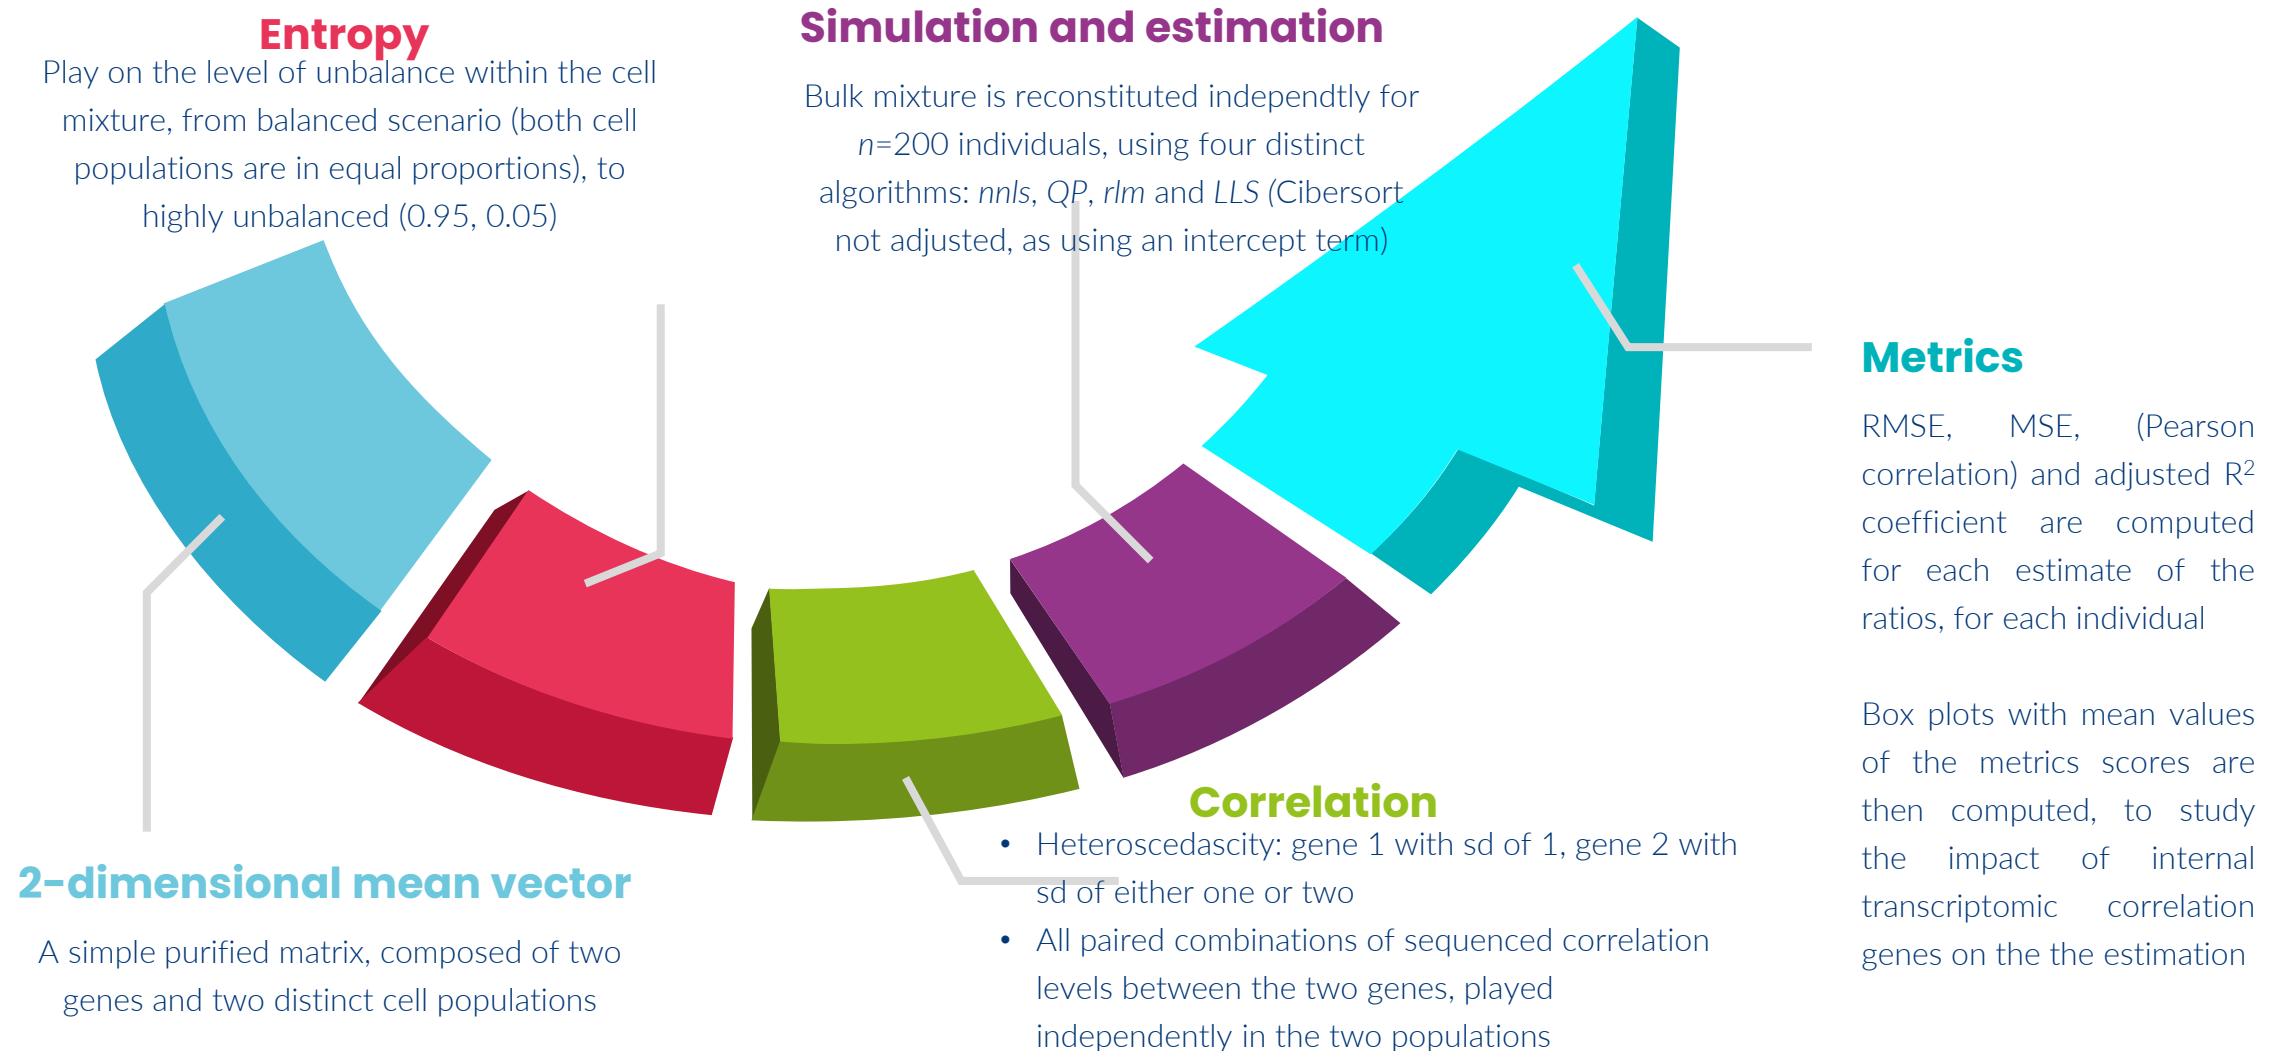 Entropy
Play on the level of unbalance within the cell
mixture, from balanced scenario (both cell
populations are in equal proportions), to
highly unbalanced (0.95, 0.05)
Simulation and estimation
Bulk mixture is reconstituted independtly for
n=200 individuals, using four distinct
algorithms: nnls, QP, rlm and LLS (Cibersort
not adjusted, as using an intercept term)
Metrics
RMSE, MSE, (Pearson
correlation) and adjusted R²
coefficient are computed
for each estimate of the
ratios, for each individual
Box plots with mean values
of the metrics scores are
then computed, to study
the impact of internal
transcriptomic correlation
genes on the the estimation
Correlation
• Heteroscedascity: gene 1 with sd of 1, gene 2 with
sd of either one or two
• All paired combinations of sequenced correlation
levels between the two genes, played
independently in the two populations
2-dimensional mean vector
A simple purified matrix, composed of two
genes and two distinct cell populations